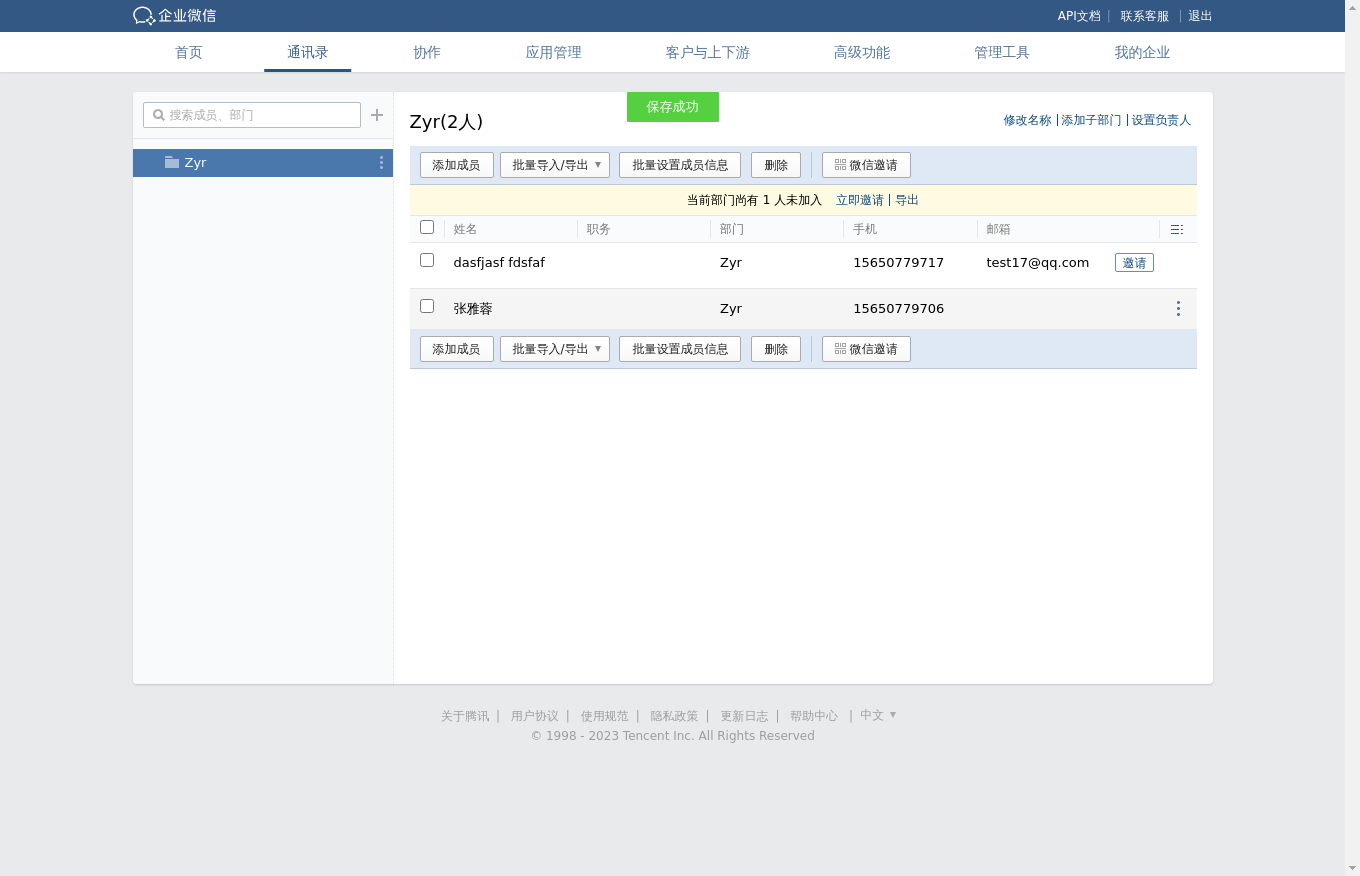 企业微信
API文档 | 联系客服 | 退出
首页 通讯录 协作 应用管理 客户与上下游 高级功能 管理工具 我的企业
保存成功
搜索成员、部门
Zyr
Zyr(2人)
修改名称 | 添加子部门 | 设置负责人
添加成员 批量导入/导出 批量设置成员信息 删除 微信邀请
当前部门尚有 1 人未加入 立即邀请 | 导出
姓名 职务 部门 手机 邮箱
dasfjasf fdsfaf Zyr 15650779717 test17@qq.com 邀请
张雅蓉 Zyr 15650779706
添加成员 批量导入/导出 批量设置成员信息 删除 微信邀请
关于腾讯 | 用户协议 | 使用规范 | 隐私政策 | 更新日志 | 帮助中心 | 中文
© 1998 - 2023 Tencent Inc. All Rights Reserved